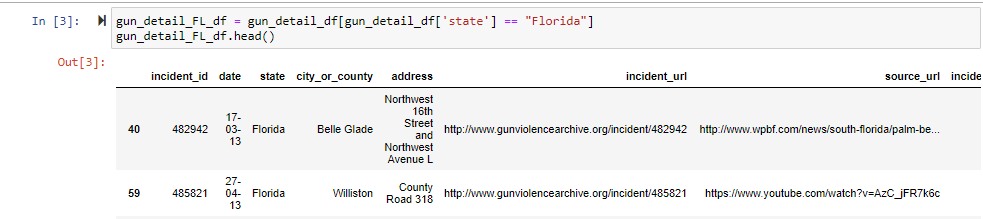 In [3]: gun_detail_FL_df = gun_detail_df[gun_detail_df['state'] == "Florida"]
gun_detail_FL_df.head()
Out[3]:
incident_id date state city_or_county address incident_url source_url incide
Northwest
17- 16th
40 482942 03- Florida Belle Glade Street http://www.gunviolencearchive.org/incident/482942 http://www.wpbf.com/news/south-florida/palm-be...
13 and
Northwest
Avenue L
27- County
59 485821 04- Florida Williston Road 318 http://www.gunviolencearchive.org/incident/485821 https://www.youtube.com/watch?v=AzC_jFR7k6c
13